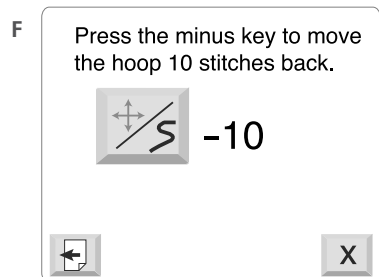 F
Press the minus key to move
the hoop 10 stitches back.
-10
X